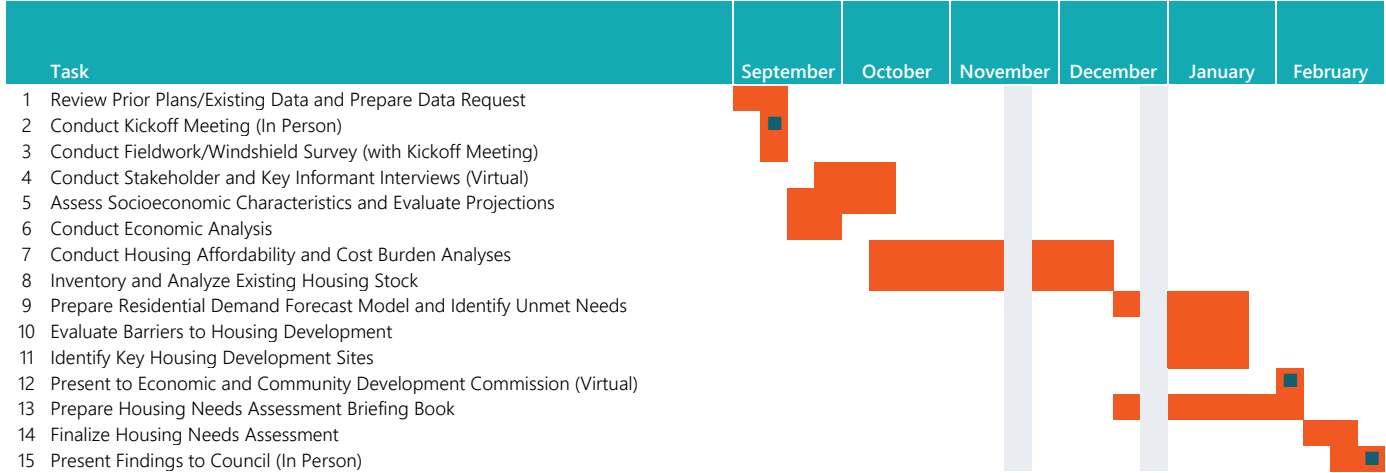 Task September October November December January February
1 Review Prior Plans/Existing Data and Prepare Data Request
2 Conduct Kickoff Meeting (In Person)
3 Conduct Fieldwork/Windshield Survey (with Kickoff Meeting)
4 Conduct Stakeholder and Key Informant Interviews (Virtual)
5 Assess Socioeconomic Characteristics and Evaluate Projections
6 Conduct Economic Analysis
7 Conduct Housing Affordability and Cost Burden Analyses
8 Inventory and Analyze Existing Housing Stock
9 Prepare Residential Demand Forecast Model and Identify Unmet Needs
10 Evaluate Barriers to Housing Development
11 Identify Key Housing Development Sites
12 Present to Economic and Community Development Commission (Virtual)
13 Prepare Housing Needs Assessment Briefing Book
14 Finalize Housing Needs Assessment
15 Present Findings to Council (In Person)